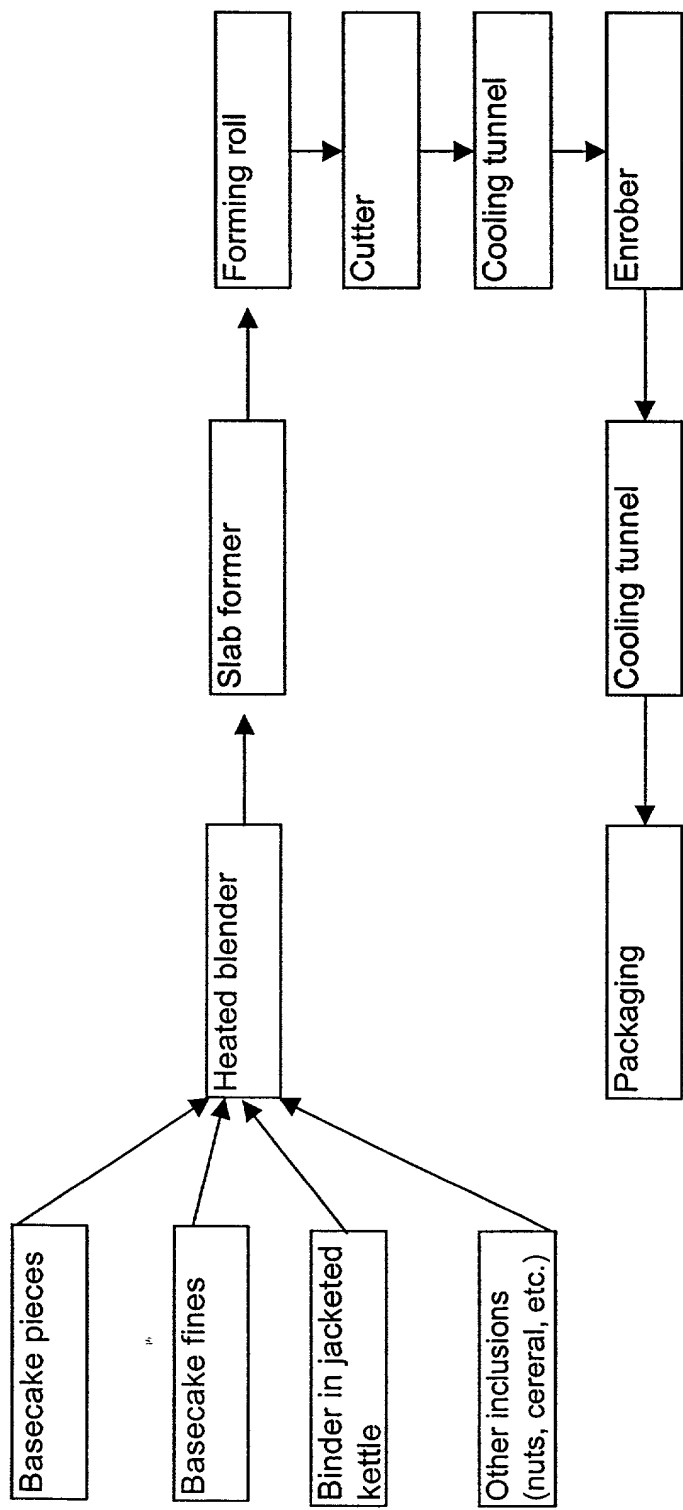 Basecake pieces
Basecake fines
Binder in jacketed
kettle
Other inclusions
(nuts, cereral, etc.)
Heated blender
Slab former
Forming roll
Cutter
Cooling tunnel
Enrober
Cooling tunnel
Packaging